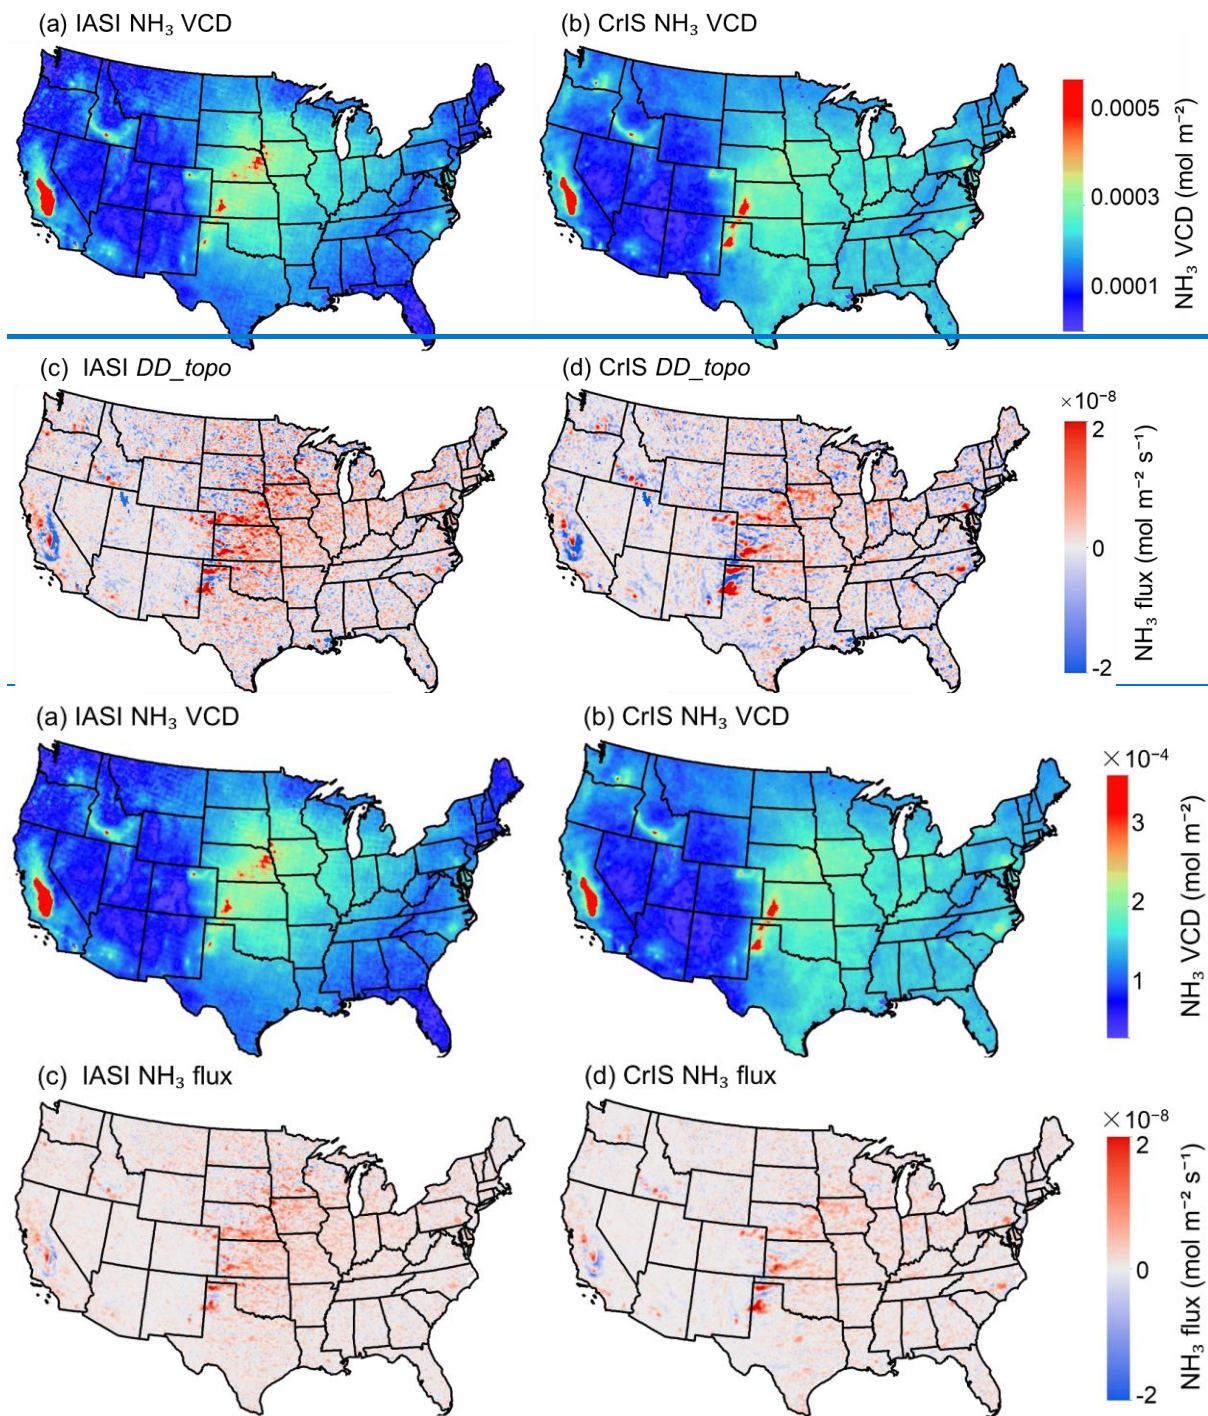 (a) IASI NH₃ VCD
(b) CrIS NH₃ VCD
0.0005
0.0003
0.0001
NH₃ VCD (mol m⁻²)
(c) IASI DD_topo
(d) CrIS DD_topo
×10⁻⁸
2
0
-2
NH₃ flux (mol m⁻² s⁻¹)
(a) IASI NH₃ VCD
(b) CrIS NH₃ VCD
×10⁻⁴
3
2
1
NH₃ VCD (mol m⁻²)
(c) IASI NH₃ flux
(d) CrIS NH₃ flux
×10⁻⁸
2
0
-2
NH₃ flux (mol m⁻² s⁻¹)